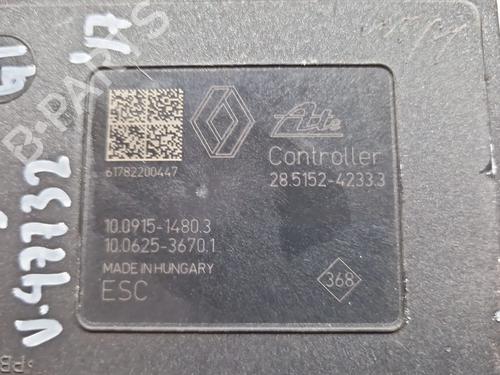 Ate
Controller
28.5152-4233.3
61782200447
10.0915-1480.3
10.0625-3670.1
MADE IN HUNGARY
ESC
368
V.47732
B-PARTS